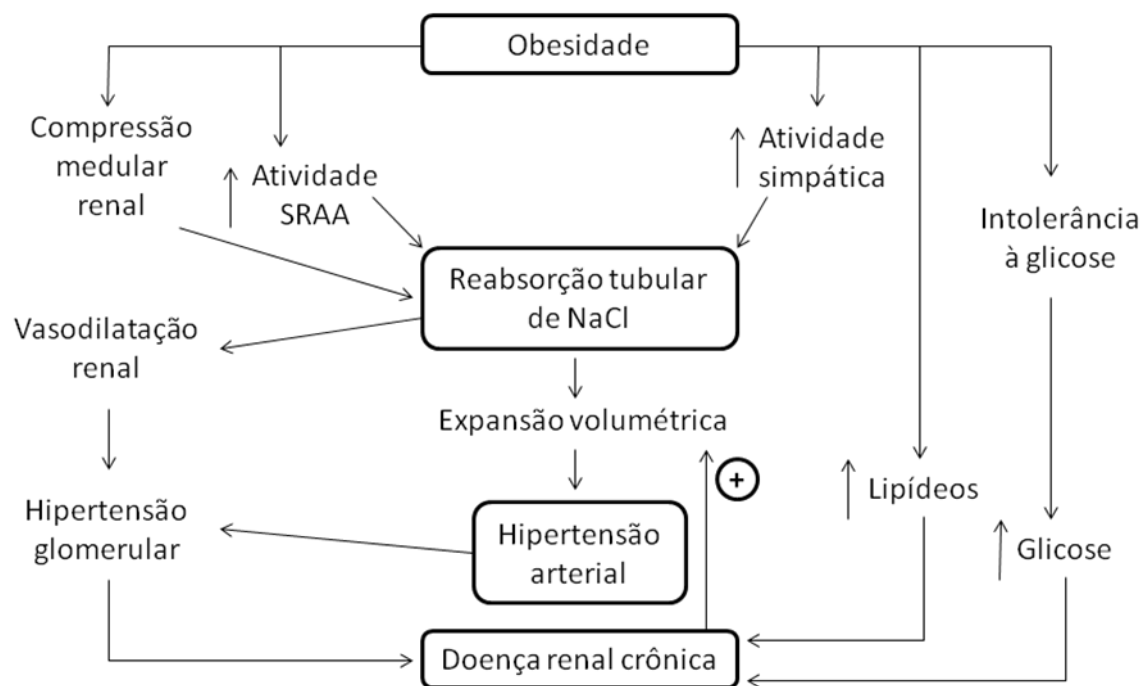 Obesidade
Compressão
medular
renal
Atividade
SRAA
Atividade
simpática
Intolerância
à glicose
Reabsorção tubular
de NaCl
Vasodilatação
renal
Expansão volumétrica
+
Lipídeos
Hipertensão
glomerular
Hipertensão
arterial
Glicose
Doença renal crônica